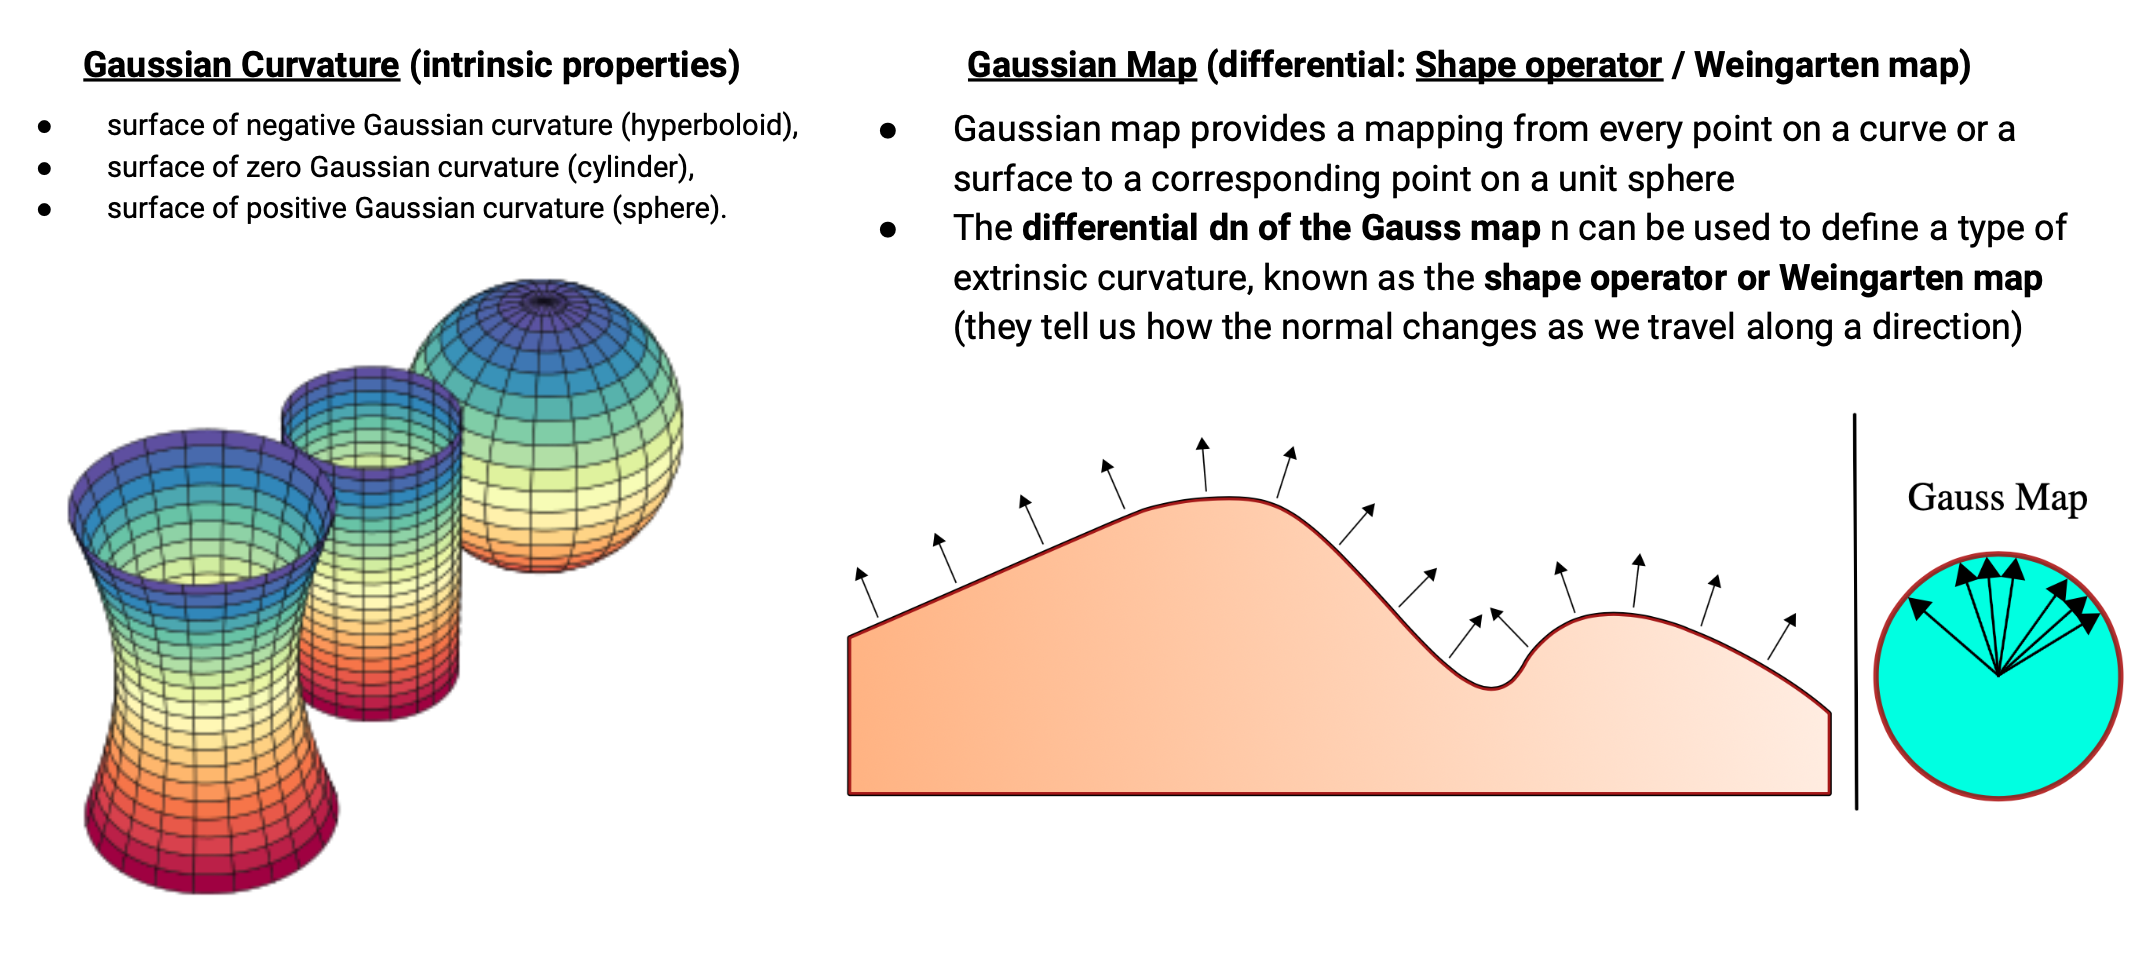 Gaussian Curvature (intrinsic properties)
● surface of negative Gaussian curvature (hyperboloid),
● surface of zero Gaussian curvature (cylinder),
● surface of positive Gaussian curvature (sphere).
Gaussian Map (differential: Shape operator / Weingarten map)
● Gaussian map provides a mapping from every point on a curve or a
surface to a corresponding point on a unit sphere
● The differential dn of the Gauss map n can be used to define a type of
extrinsic curvature, known as the shape operator or Weingarten map
(they tell us how the normal changes as we travel along a direction)
Gauss Map